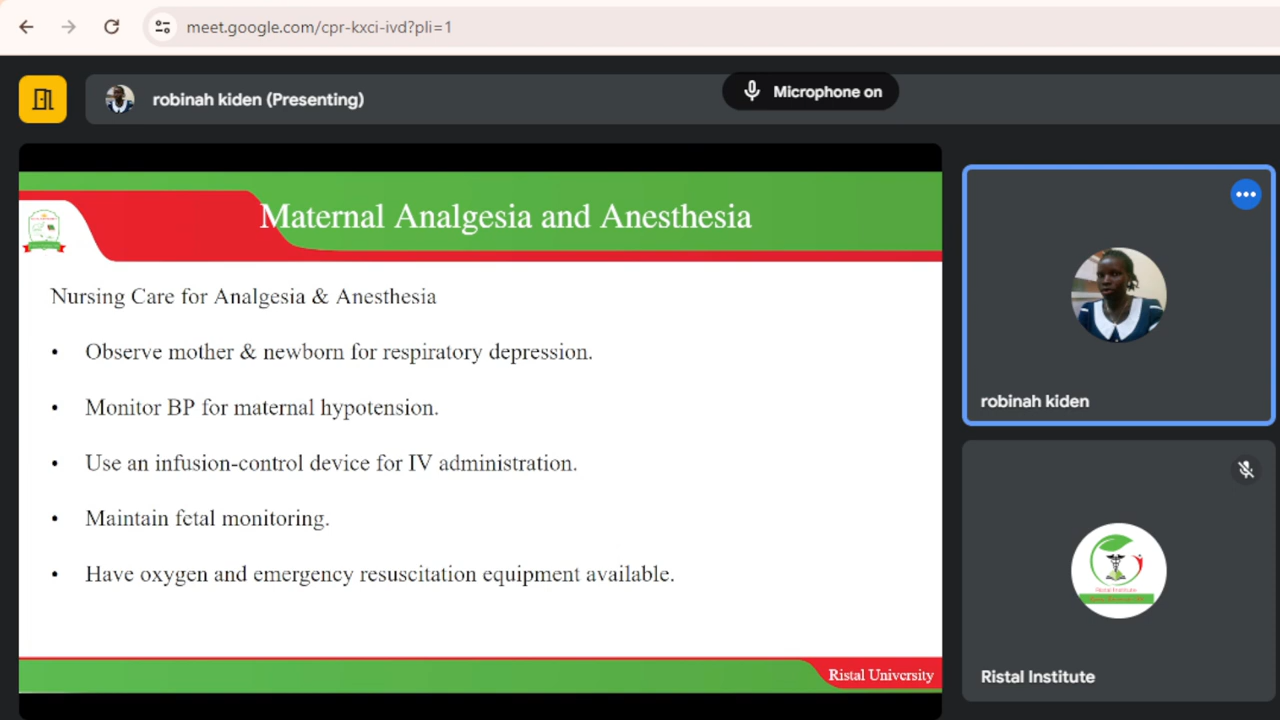 meet.google.com/cpr-kxci-ivd?pli=1
robinah kiden (Presenting)
Microphone on
Maternal Analgesia and Anesthesia
Nursing Care for Analgesia & Anesthesia
• Observe mother & newborn for respiratory depression.
• Monitor BP for maternal hypotension.
• Use an infusion-control device for IV administration.
• Maintain fetal monitoring.
• Have oxygen and emergency resuscitation equipment available.
Ristal University
robinah kiden
Ristal Institute
Ristal Institute